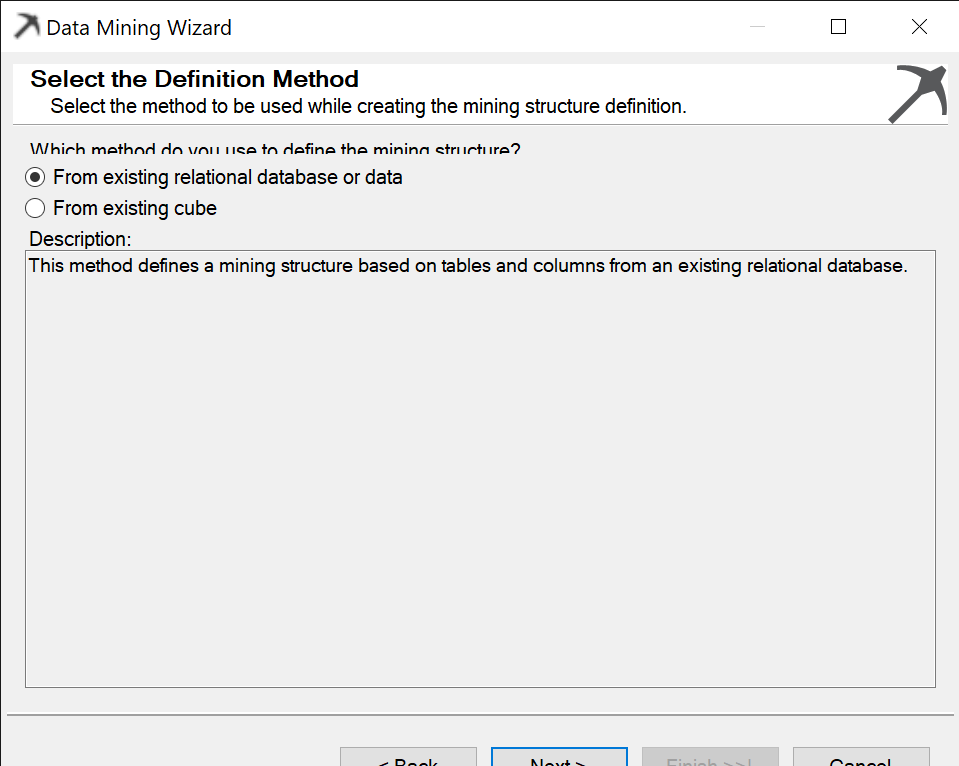 Data Mining Wizard
Select the Definition Method
Select the method to be used while creating the mining structure definition.
Which method do you use to define the mining structure?
From existing relational database or data
From existing cube
Description:
This method defines a mining structure based on tables and columns from an existing relational database.
< Back Next > Finish >>| Cancel